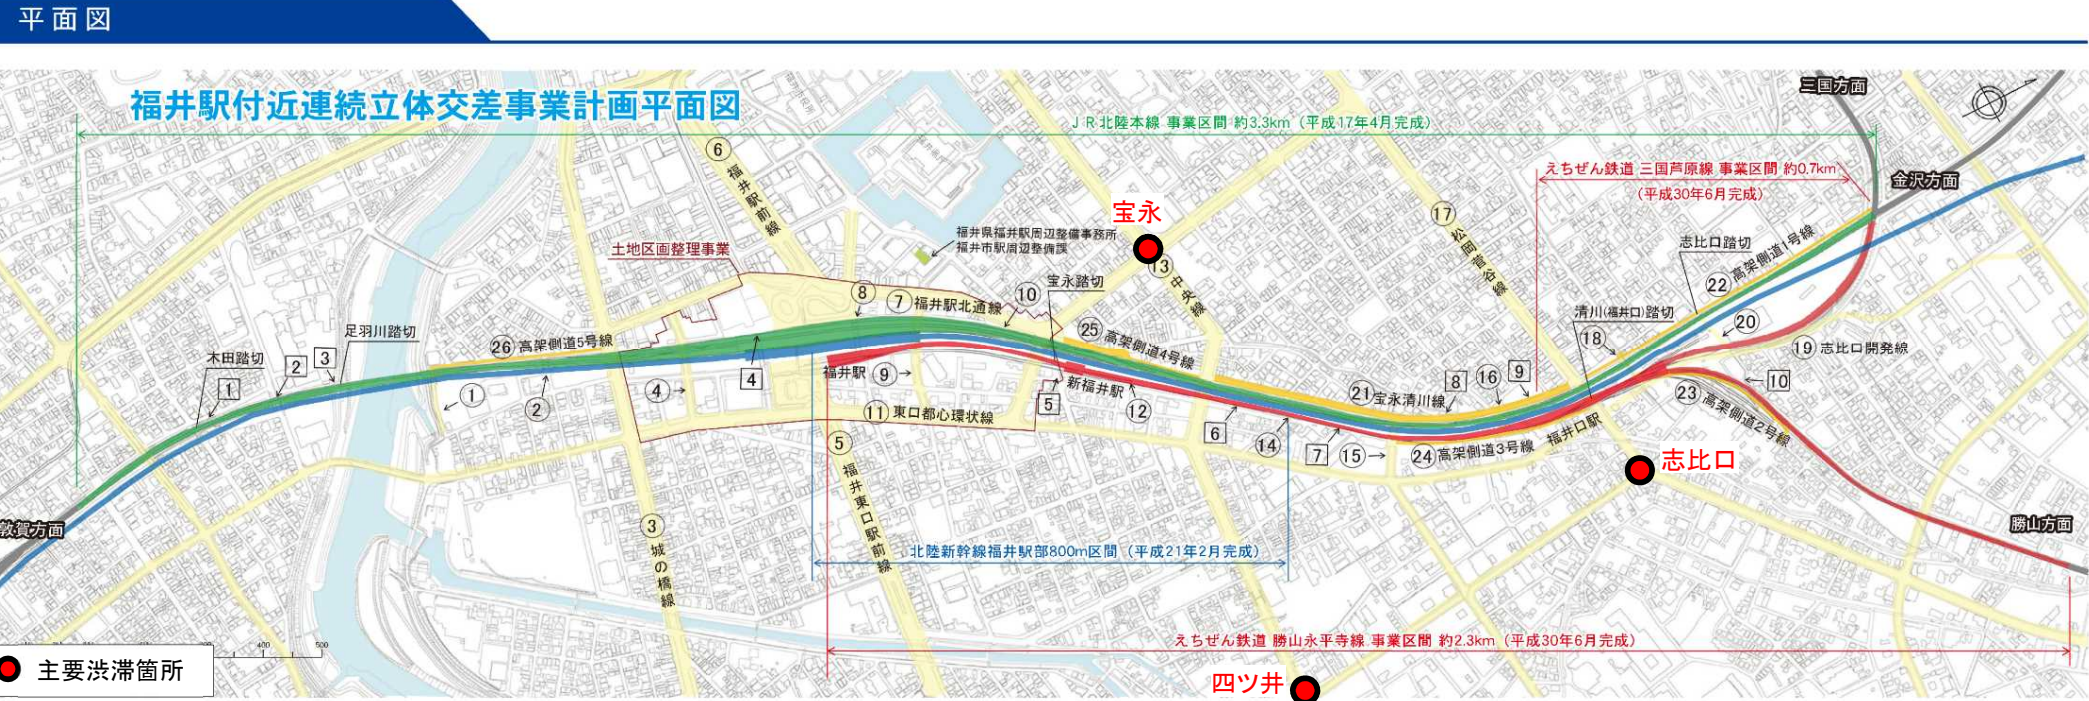 平面図
福井駅付近連続立体交差事業計画平面図
三国方面
JR北陸本線 事業区間 約3.3km（平成17年4月完成）
⑥
福井駅前線
えちぜん鉄道 三国芦原線 事業区間 約0.7km
（平成30年6月完成）
金沢方面
宝永
⑰
松岡菅谷線
福井県福井駅周辺整備事務所
福井市駅周辺整備課
土地区画整理事業
志比口踏切
⑬
中央線
宝永踏切
㉒ 高架側道1号線
⑧
⑦ 福井駅北通線
⑩
清川(福井口)踏切
⑳
足羽川踏切
㉕ 高架側道4号線
⑱
㉖ 高架側道5号線
⑲ 志比口開発線
木田踏切
1
2
3
4
福井駅 ⑨→
新福井駅
5
⑫
8
⑯
9
10
①
②
④→
㉑ 宝永清川線
㉓ 高架側道2号線
⑪ 東口都心環状線
6
⑭
7
⑮→
㉔ 高架側道3号線
福井口駅
⑤
福井東口駅前線
志比口
③
城の橋線
敦賀方面
勝山方面
北陸新幹線福井駅部800m区間（平成21年2月完成）
えちぜん鉄道 勝山永平寺線 事業区間 約2.3km（平成30年6月完成）
400
500
主要渋滞箇所
四ツ井